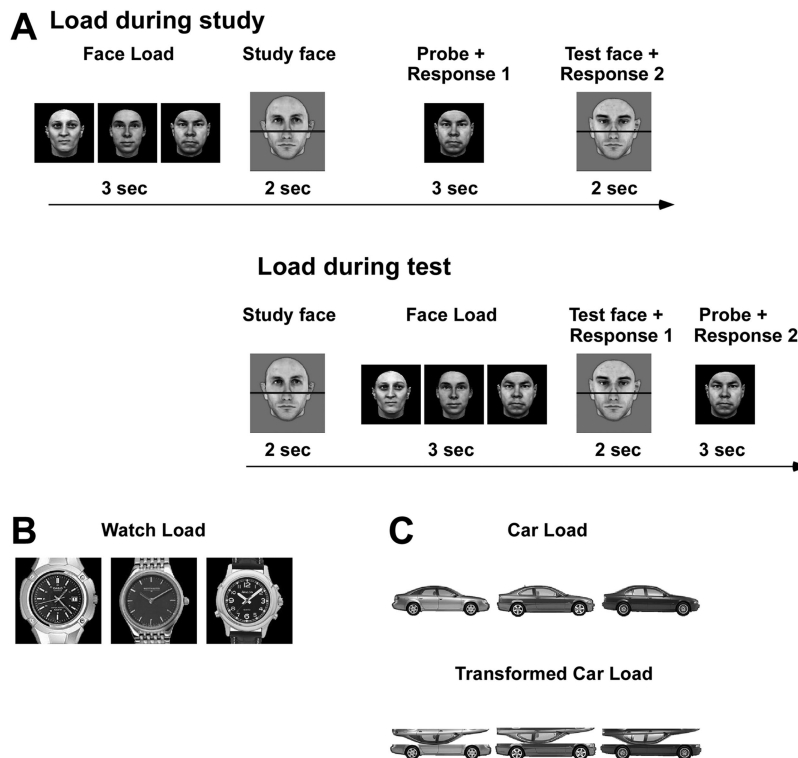 A Load during study
Face Load Study face Probe + Test face +
Response 1 Response 2
3 sec 2 sec 3 sec 2 sec
Load during test
Study face Face Load Test face + Probe +
Response 1 Response 2
2 sec 3 sec 2 sec 3 sec
B Watch Load
C Car Load
Transformed Car Load